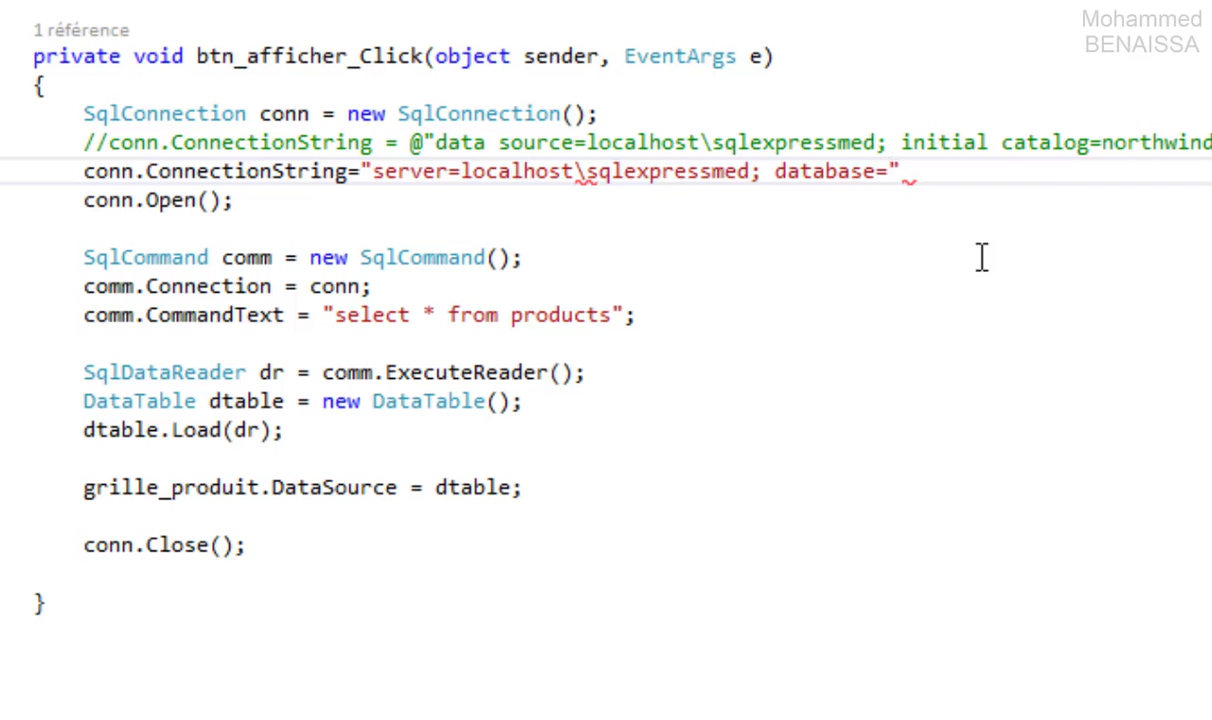 Mohammed
BENAISSA
1 référence
private void btn_afficher_Click(object sender, EventArgs e)
{
SqlConnection conn = new SqlConnection();
//conn.ConnectionString = @"data source=localhost\sqlexpressmed; initial catalog=northwind
conn.ConnectionString="server=localhost\sqlexpressmed; database="
conn.Open();
SqlCommand comm = new SqlCommand();
comm.Connection = conn;
comm.CommandText = "select * from products";
SqlDataReader dr = comm.ExecuteReader();
DataTable dtable = new DataTable();
dtable.Load(dr);
grille_produit.DataSource = dtable;
conn.Close();
}